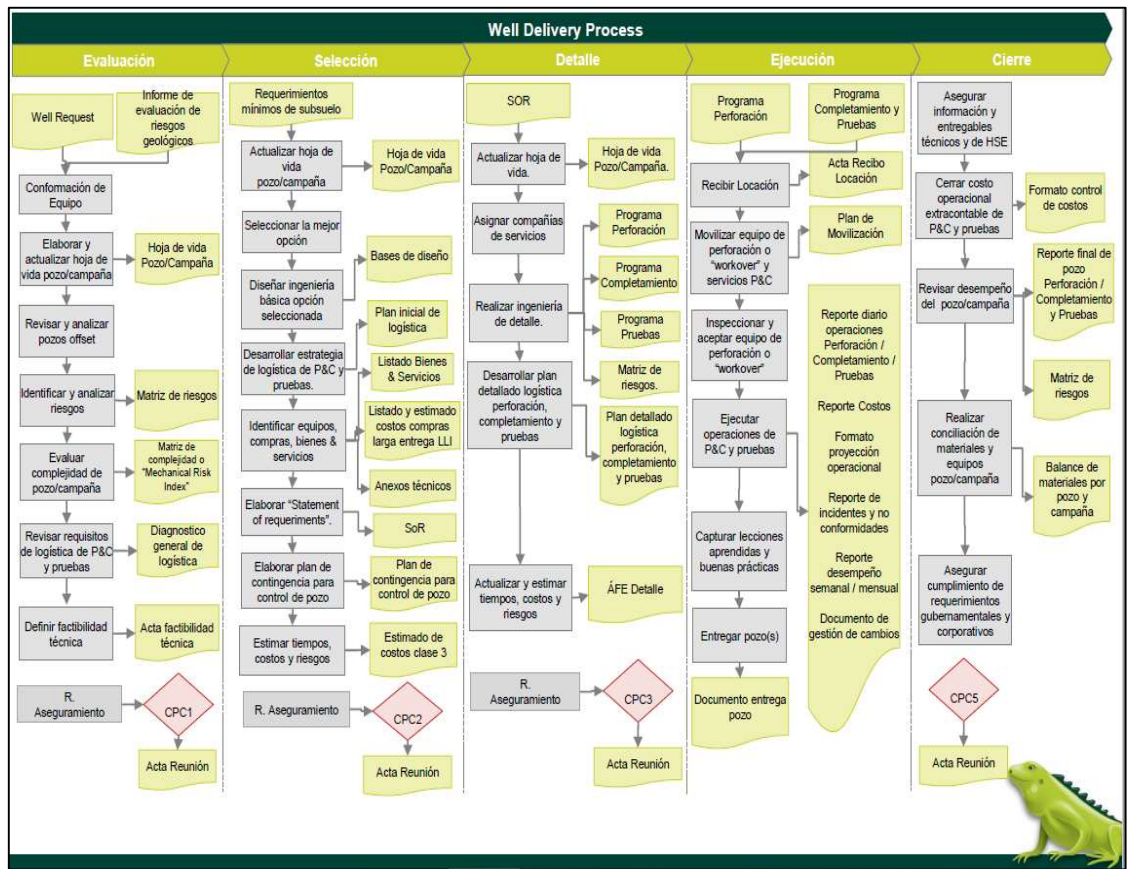 Well Delivery Process
Evaluación
Selección
Detalle
Ejecución
Cierre
Well Request
Informe de
evaluación de
riesgos
geológicos
Conformación de
Equipo
Elaborar y
actualizar hoja de
vida pozo/campaña
Hoja de vida
Pozo/Campaña
Revisar y analizar
pozos offset
Identificar y analizar
riesgos
Matriz de riesgos
Evaluar
complejidad de
pozo/campaña
Matriz de
complejidad o
"Mechanical Risk
Index"
Revisar requisitos
de logística de P&C
y pruebas
Diagnostico
general de
logística
Definir factibilidad
técnica
Acta factibilidad
técnica
R.
Aseguramiento
CPC1
Acta Reunión
Requerimientos
mínimos de subsuelo
Actualizar hoja de
vida
pozo/campaña
Hoja de vida
Pozo/Campaña
Seleccionar la mejor
opción
Diseñar ingeniería
básica opción
seleccionada
Bases de diseño
Desarrollar estrategia
de logística de P&C y
pruebas.
Plan inicial de
logística
Identificar equipos,
compras, bienes &
servicios
Listado Bienes
& Servicios
Listado y estimado
costos compras
larga entrega LLI
Anexos técnicos
Elaborar "Statement
of requeriments".
SoR
Elaborar plan de
contingencia para
control de pozo
Plan de
contingencia para
control de pozo
Estimar tiempos,
costos y riesgos
Estimado de
costos clase 3
R. Aseguramiento
CPC2
Acta Reunión
SOR
Actualizar hoja de
vida.
Hoja de vida
Pozo/Campaña.
Asignar compañías de
servicios
Programa
Perforación
Programa
Completamiento
Realizar ingeniería
de detalle.
Programa
Pruebas
Matriz de
riesgos.
Desarrollar plan
detallado logística
perforación,
completamiento y
pruebas
Plan detallado
logística
perforación,
completamiento
y pruebas
Actualizar y estimar
tiempos, costos y
riesgos
ÁFE Detalle
R.
Aseguramiento
CPC3
Acta Reunión
Programa
Perforación
Programa
Completamiento y
Pruebas
Recibir Locación
Acta Recibo
Locación
Movilizar equipo de
perforación o
"workover" y
servicios P&C
Plan de
Movilización
Inspeccionar y
aceptar equipo de
perforación o
"workover"
Ejecutar
operaciones de
P&C y pruebas
Capturar lecciones
aprendidas y
buenas prácticas
Entregar pozo(s)
Documento entrega
pozo
Reporte diario
operaciones
Perforación /
Completamiento /
Pruebas
Reporte Costos
Formato
proyección
operacional
Reporte de
incidentes y no
conformidades
Reporte
desempeño
semanal / mensual
Documento de
gestión de cambios
Asegurar
información y
entregables
técnicos y de HSE
Cerrar costo
operacional
extracontable de
P&C y pruebas
Formato control
de costos
Revisar desempeño
del pozo/campaña
Reporte final de
pozo
Perforación /
Completamiento
y Pruebas
Matriz de
riesgos
Realizar
conciliación de
materiales y
equipos
pozo/campaña
Balance de
materiales por
pozo y
campaña
Asegurar
cumplimiento de
requerimientos
gubernamentales y
corporativos
CPC5
Acta Reunión